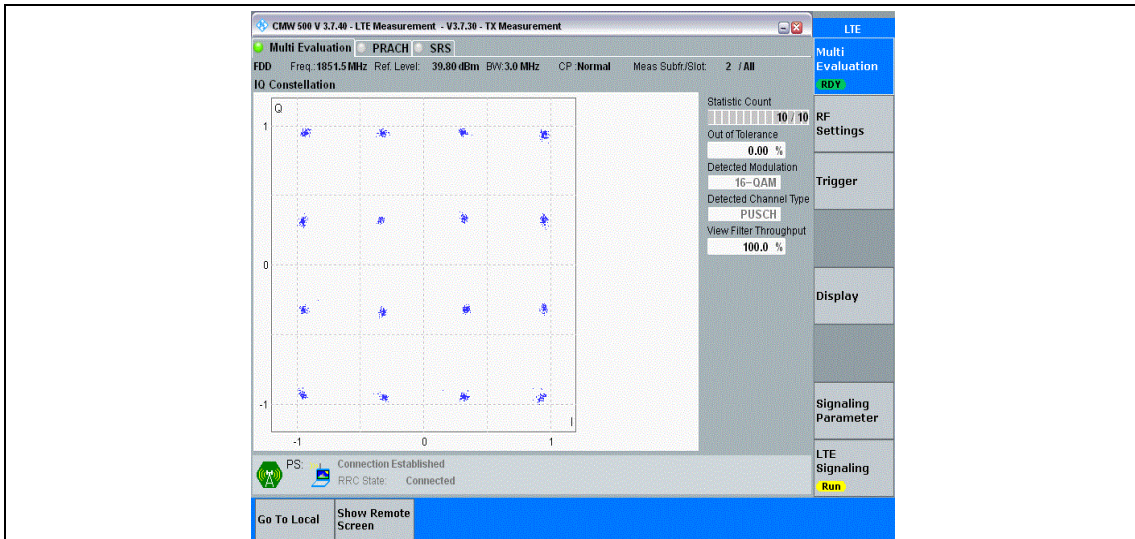 CMW 500 V 3.7.40 - LTE Measurement - V3.7.30 - TX Measurement
LTE
Multi Evaluation PRACH SRS
FDD Freq.:1851.5 MHz Ref. Level: 39.80 dBm BW:3.0 MHz CP :Normal Meas Subfr./Slot: 2 / All
IQ Constellation
Q
1
0
-1
-1 0 1
I
Statistic Count
10 / 10
Out of Tolerance
0.00 %
Detected Modulation
16-QAM
Detected Channel Type
PUSCH
View Filter Throughput
100.0 %
Multi
Evaluation
RDY
RF
Settings
Trigger
Display
Signaling
Parameter
LTE
Signaling
Run
PS: Connection Established
RRC State: Connected
Go To Local
Show Remote
Screen